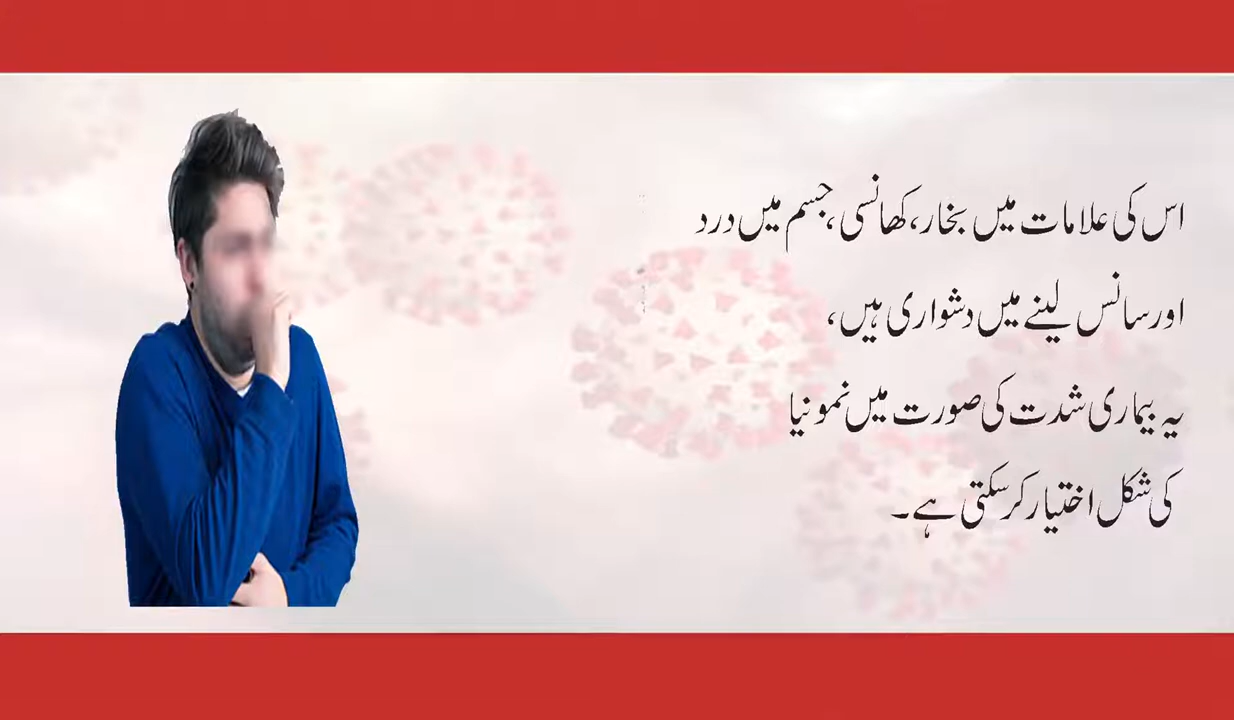 اس کی علامات میں بخار، کھانسی، جسم میں درد
اور سانس لینے میں دشواری ہیں،
یہ بیماری شدت کی صورت میں نمونیا
کی شکل اختیار کر سکتی ہے۔